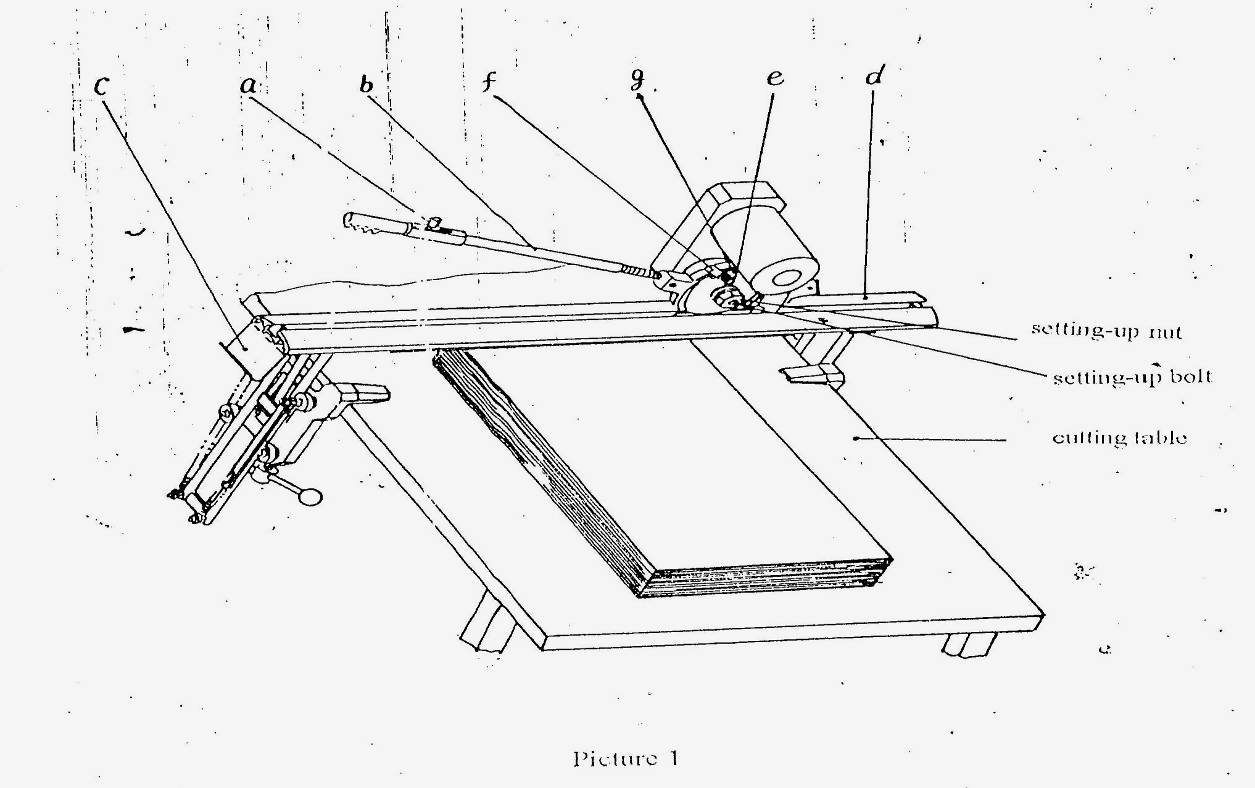 c a b f g e d
setting-up nut
setting-up bolt
cutting table
Picture 1